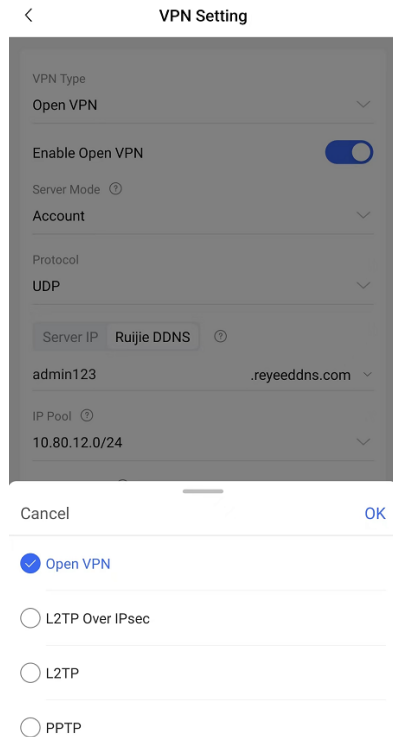 VPN Setting
VPN Type
Open VPN
Enable Open VPN
Server Mode
Account
Protocol
UDP
Server IP Ruijie DDNS
admin123 .reyeeddns.com
IP Pool
10.80.12.0/24
Cancel OK
Open VPN
L2TP Over IPsec
L2TP
PPTP